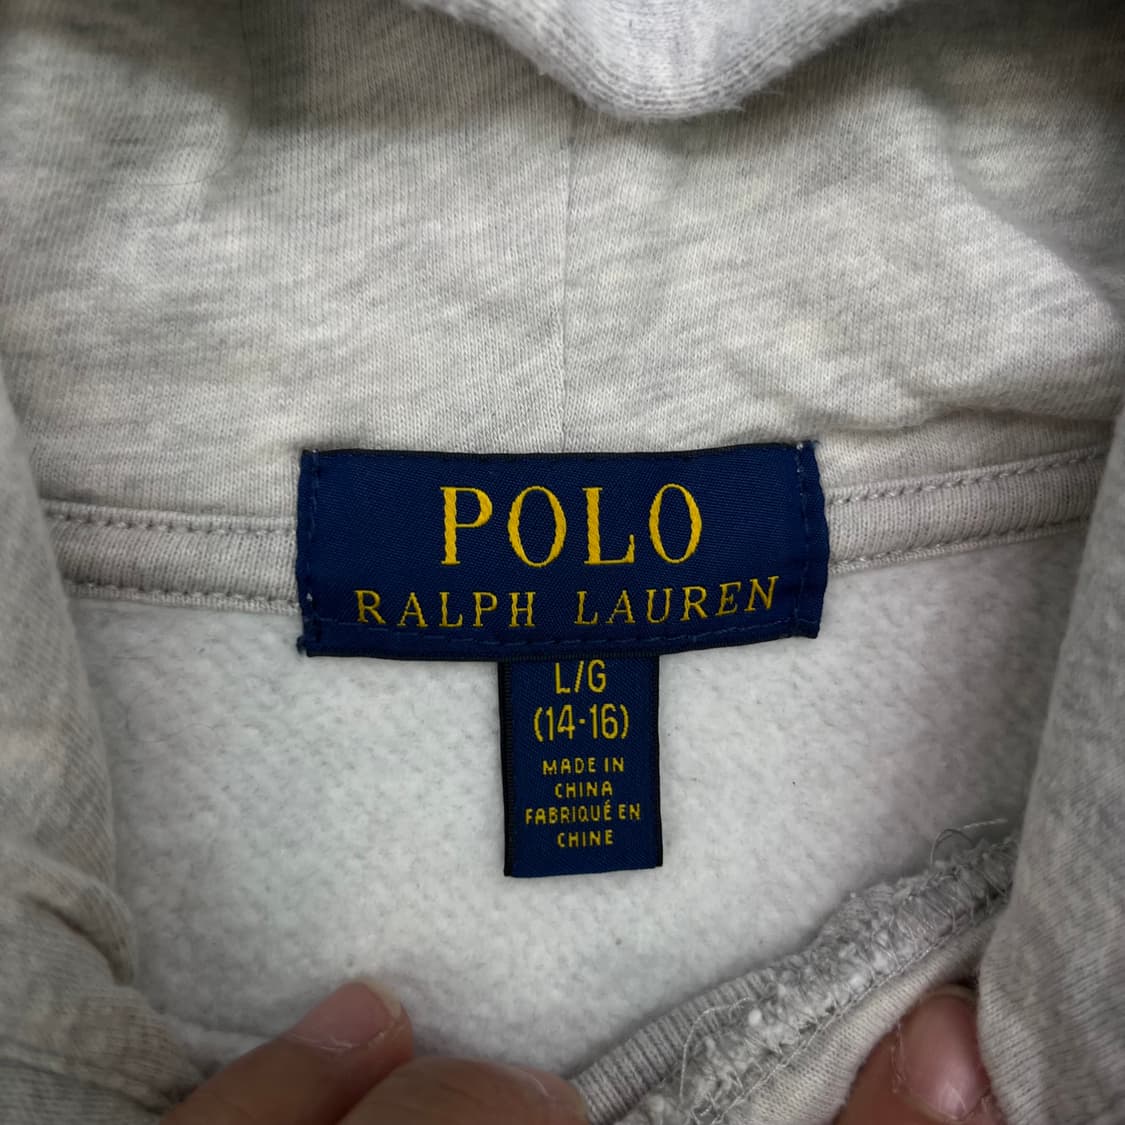 POLO
RALPH LAUREN
L/G
(14-16)
MADE IN
CHINA
FABRIQUÉ EN
CHINE